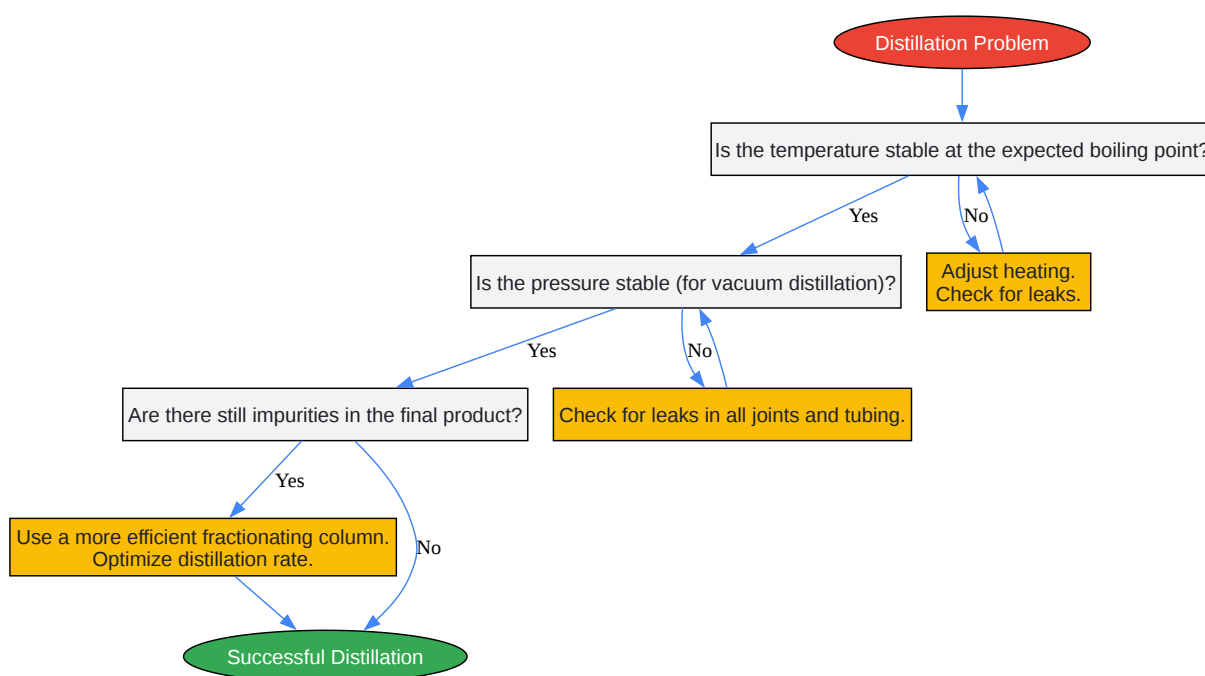 Distillation Problem
Is the temperature stable at the expected boiling point?
Yes
No
Adjust heating.
Check for leaks.
Is the pressure stable (for vacuum distillation)?
Yes
No
Check for leaks in all joints and tubing.
Are there still impurities in the final product?
Yes
No
Use a more efficient fractionating column.
Optimize distillation rate.
Successful Distillation